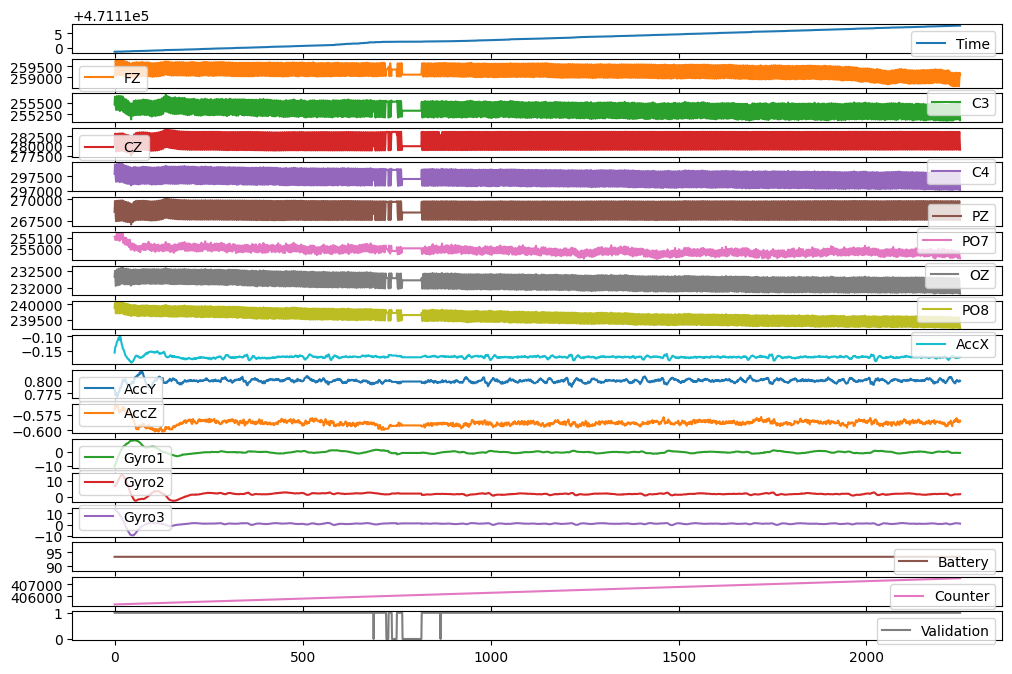 +4.7111e5
5
0
Time
259500
259000
FZ
255500
255250
C3
282500
280000
277500
CZ
297500
297000
C4
270000
267500
PZ
255100
255000
PO7
232500
232000
OZ
240000
239500
PO8
−0.10
−0.15
AccX
0.800
0.775
AccY
−0.575
−0.600
AccZ
0
−10
Gyro1
10
0
Gyro2
10
0
−10
Gyro3
95
90
Battery
407000
406000
Counter
1
0
Validation
0 500 1000 1500 2000